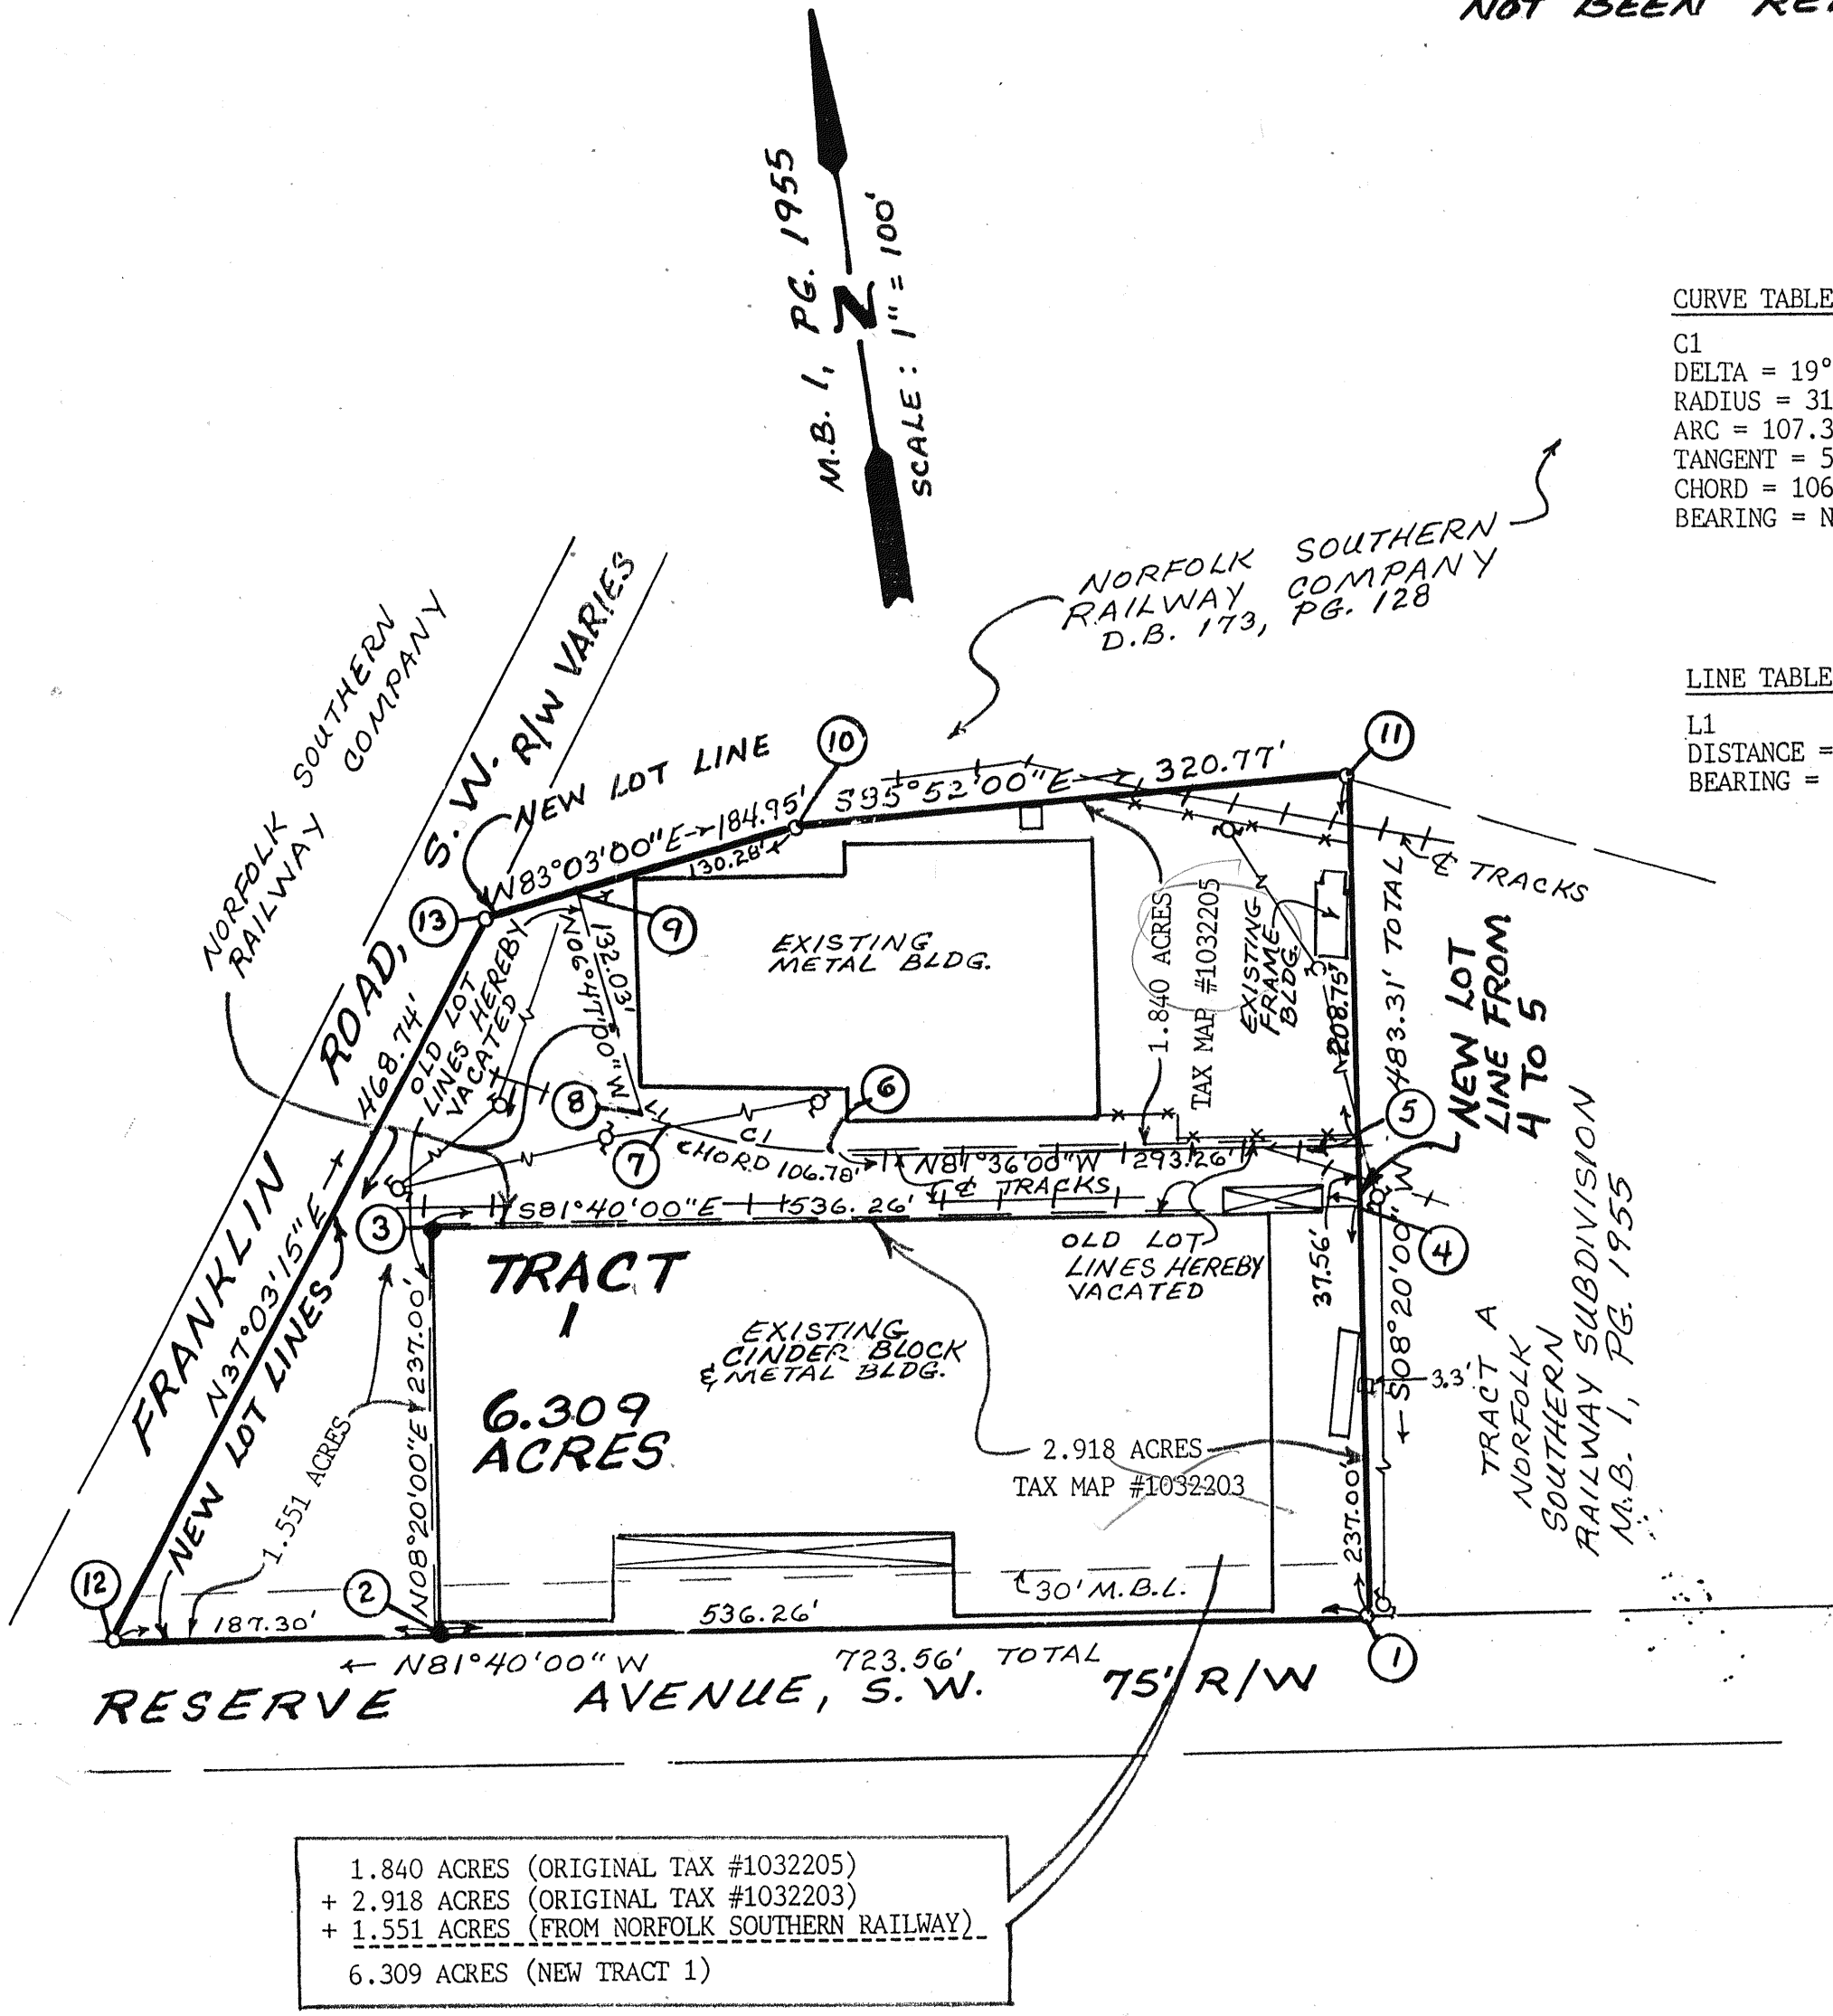 NOT BEEN
M.B. 1, PG. 1955
N
SCALE: 1" = 100'
CURVE TABLE
C1
DELTA = 19°
RADIUS = 31
ARC = 107.3
TANGENT = 5
CHORD = 106
BEARING = N
LINE TABLE
L1
DISTANCE =
BEARING =
NORFOLK SOUTHERN
RAILWAY COMPANY
D.B. 173, PG. 128
NORFOLK SOUTHERN
RAILWAY COMPANY
FRANKLIN ROAD, S.W. R/W VARIES
NEW LOT LINE
10
11
N83°03'00"E 184.95'
S85°52'00"E 320.77'
130.28'
13
9
℄ TRACKS
468.74'
N37°03'15"E
NEW LOT LINES
OLD LOT
LINES HEREBY
VACATED
132.03'
N06°47'00"W
EXISTING
METAL BLDG.
1.840 ACRES
TAX MAP #1032205
EXISTING
FRAME
BLDG.
208.75'
483.31' TOTAL
NEW LOT
LINE FROM
4 TO 5
8
6
5
L1
7
C1
CHORD 106.78'
N81°36'00"W 293.26'
℄ TRACKS
3
S81°40'00"E 536.26'
4
TRACT
1
OLD LOT
LINES HEREBY
VACATED
37.56'
S08°20'00"W
EXISTING
CINDER BLOCK
& METAL BLDG.
6.309
ACRES
237.00'
N08°20'00"E
1.551 ACRES
3.3'
TRACT A
NORFOLK
SOUTHERN
RAILWAY SUBDIVISION
M.B. 1, PG. 1955
2.918 ACRES
TAX MAP #1032203
237.00'
12
2
30' M.B.L.
187.30'
536.26'
1
N81°40'00"W 723.56' TOTAL
RESERVE AVENUE, S.W. 75' R/W
1.840 ACRES (ORIGINAL TAX #1032205)
+ 2.918 ACRES (ORIGINAL TAX #1032203)
+ 1.551 ACRES (FROM NORFOLK SOUTHERN RAILWAY)
6.309 ACRES (NEW TRACT 1)